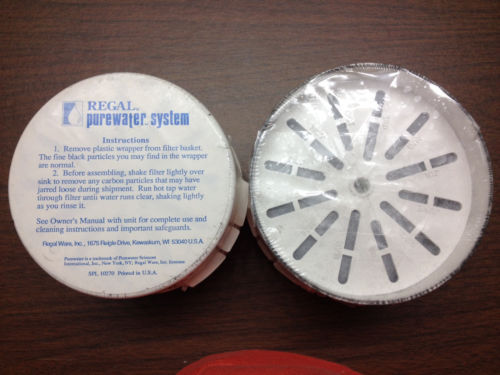 REGAL®
purewater™ system
Instructions
1. Remove plastic wrapper from filter basket.
The fine black particles you may find in the wrapper
are normal.
2. Before assembling, shake filter lightly over
sink to remove any carbon particles that may have
jarred loose during shipment. Run hot tap water
through filter until water runs clear, shaking lightly
as you rinse it.
See Owner's Manual with unit for complete use and
cleaning instructions and important safeguards.
Regal Ware, Inc., 1675 Reigle Drive, Kewaskum, WI 53040 U.S.A.
Purewater is a trademark of Purewater Sciences
International, Inc., New York, NY; Regal Ware, Inc. licensee
SPL 10270 Printed in U.S.A.